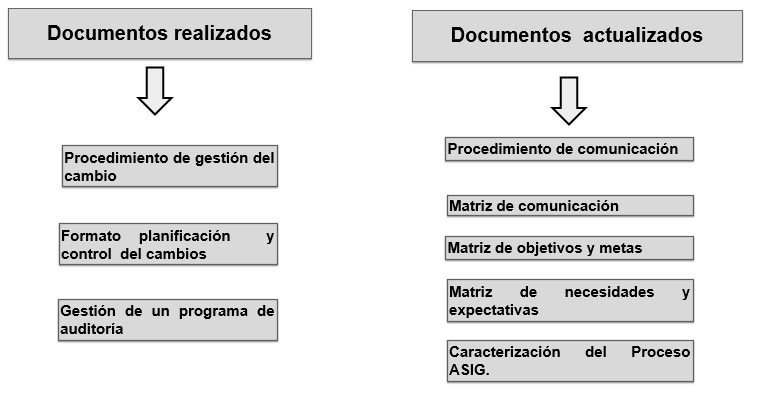 Documentos realizados
Procedimiento de gestión del
cambio
Formato planificación y
control del cambios
Gestión de un programa de
auditoría
Documentos actualizados
Procedimiento de comunicación
Matriz de comunicación
Matriz de objetivos y metas
Matriz de necesidades y
expectativas
Caracterización del Proceso
ASIG.